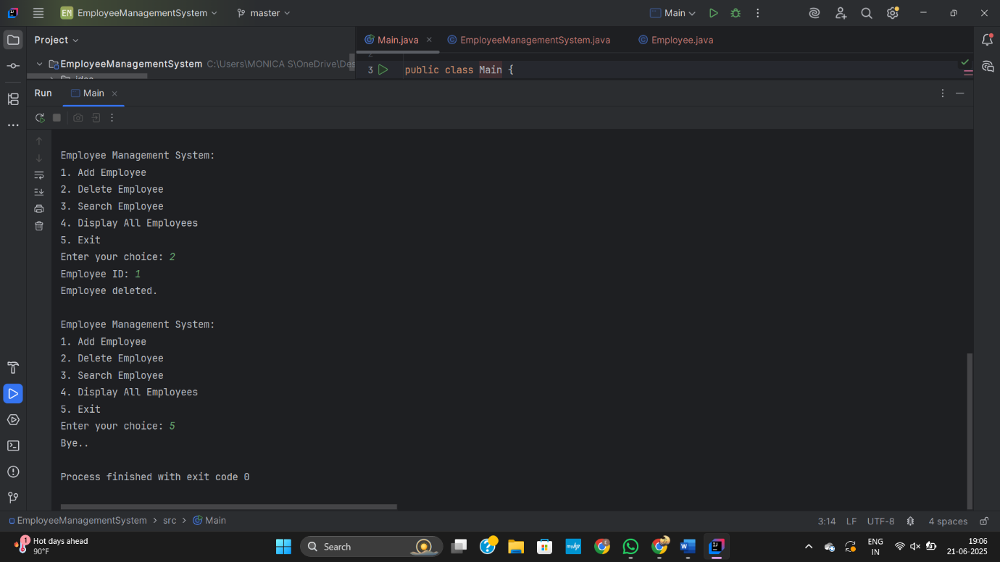 EM EmployeeManagementSystem master Main
Project
Main.java EmployeeManagementSystem.java Employee.java
EmployeeManagementSystem C:\Users\MONICA S\OneDrive\Des
3 public class Main {
Run Main
Employee Management System:
1. Add Employee
2. Delete Employee
3. Search Employee
4. Display All Employees
5. Exit
Enter your choice: 2
Employee ID: 1
Employee deleted.
Employee Management System:
1. Add Employee
2. Delete Employee
3. Search Employee
4. Display All Employees
5. Exit
Enter your choice: 5
Bye..
Process finished with exit code 0
EmployeeManagementSystem > src > Main 3:14 LF UTF-8 4 spaces
1 Hot days ahead
90°F
Search
myhp
ENG
IN
19:06
21-06-2025